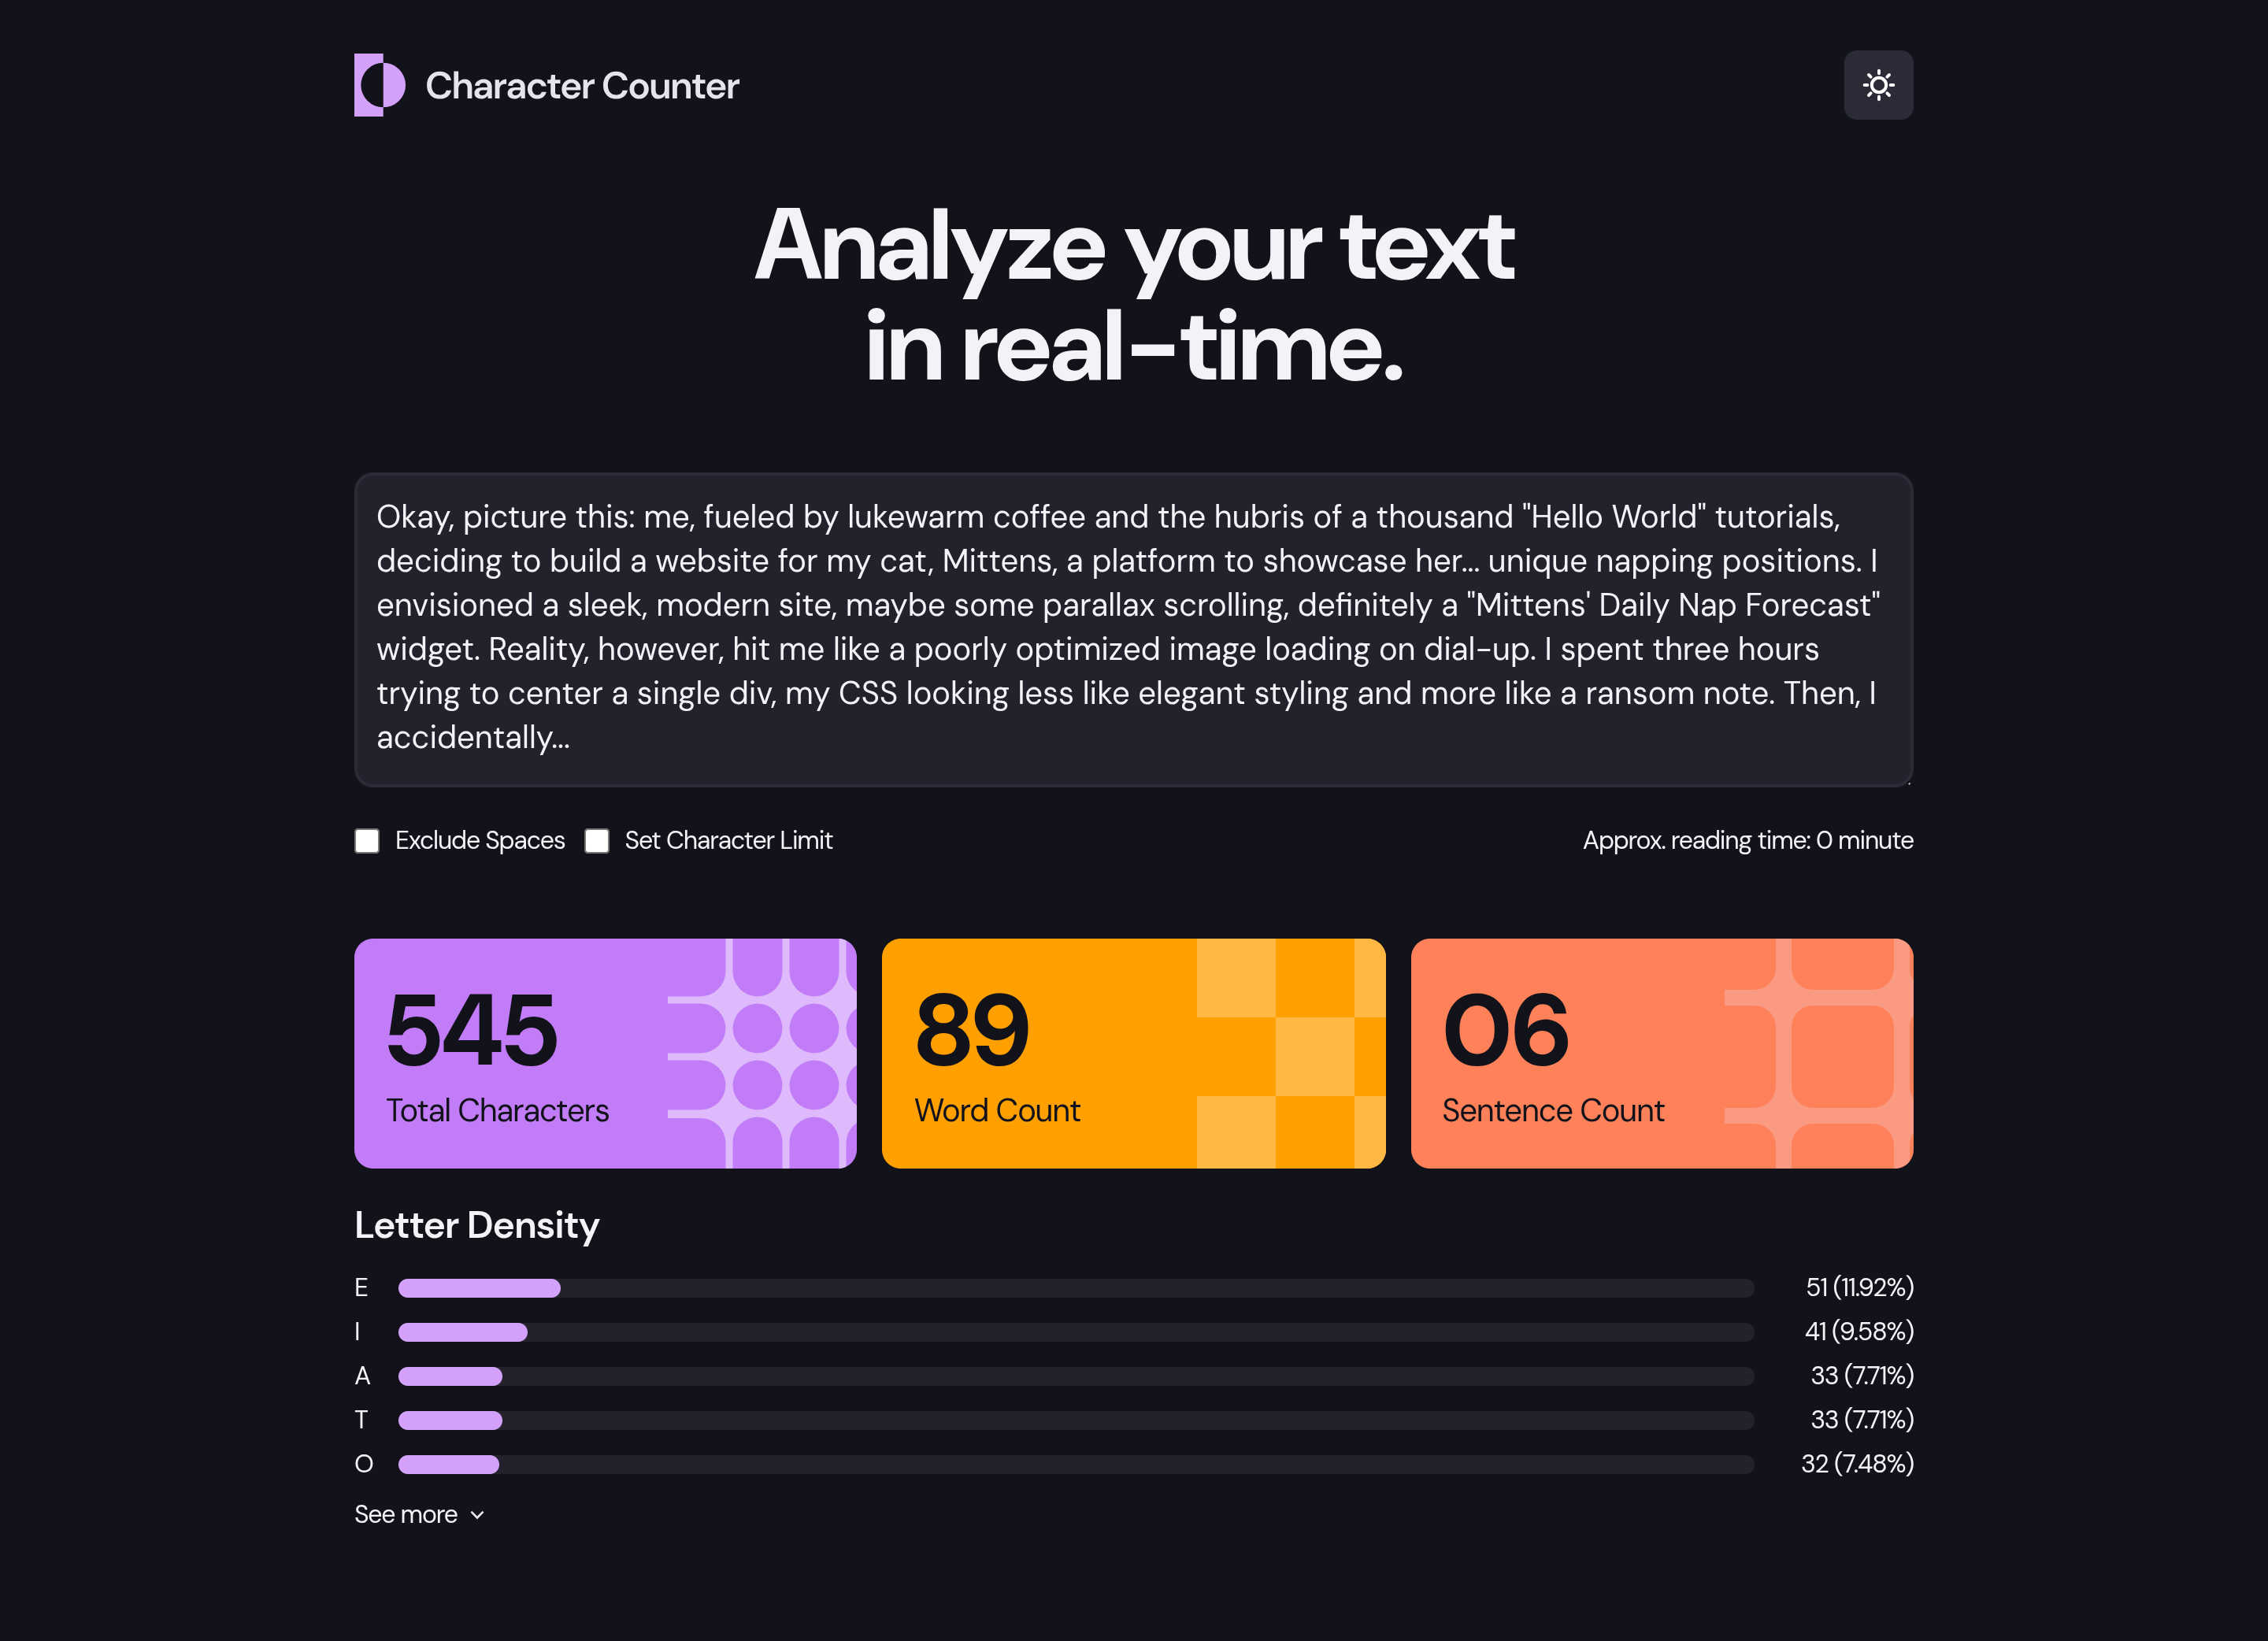 Character Counter
Analyze your text
in real-time.
Okay, picture this: me, fueled by lukewarm coffee and the hubris of a thousand "Hello World" tutorials,
deciding to build a website for my cat, Mittens, a platform to showcase her... unique napping positions. I
envisioned a sleek, modern site, maybe some parallax scrolling, definitely a "Mittens' Daily Nap Forecast"
widget. Reality, however, hit me like a poorly optimized image loading on dial-up. I spent three hours
trying to center a single div, my CSS looking less like elegant styling and more like a ransom note. Then, I
accidentally...
Exclude Spaces Set Character Limit Approx. reading time: 0 minute
545 89 06
Total Characters Word Count Sentence Count
Letter Density
E 51 (11.92%)
I 41 (9.58%)
A 33 (7.71%)
T 33 (7.71%)
O 32 (7.48%)
See more